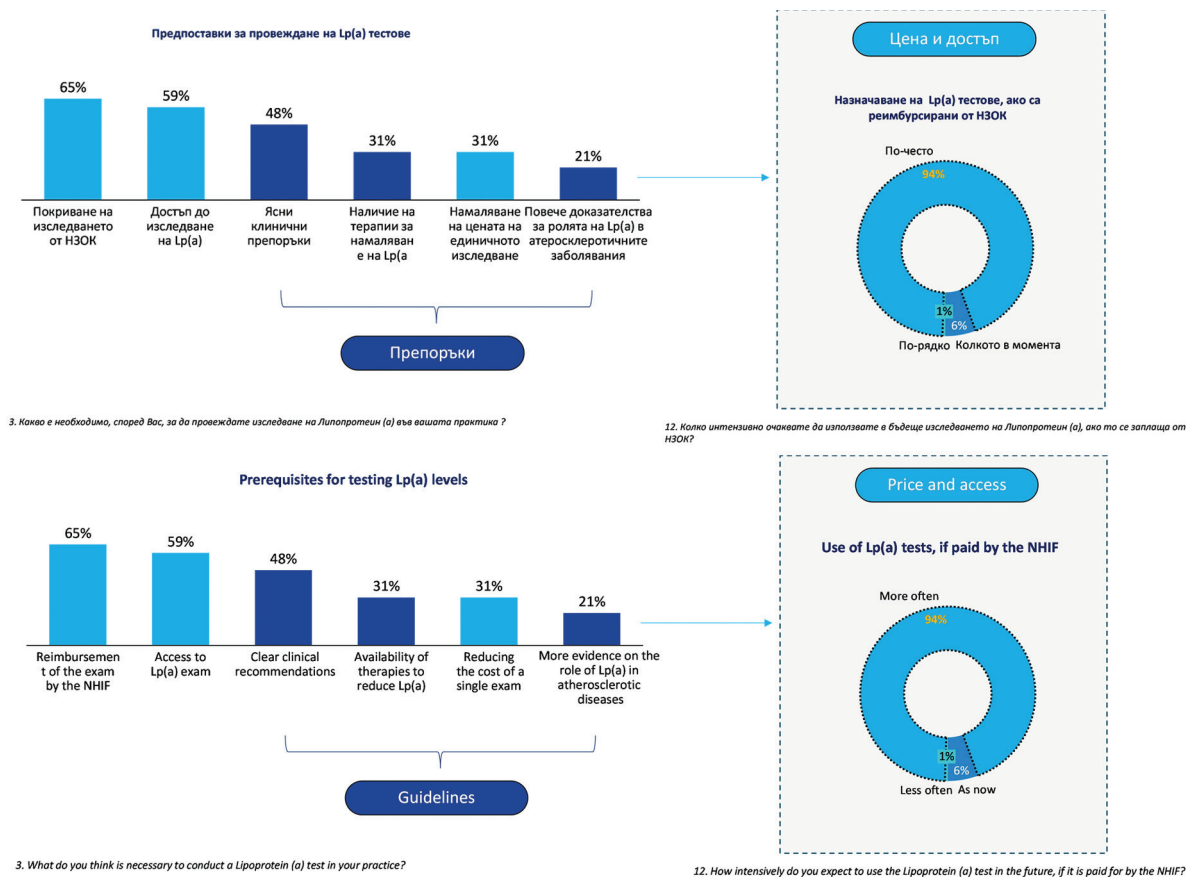 Предпоставки за провеждане на Lp(a) тестове
65%
59%
48%
31%
31%
21%
Покриване на
изследването
от НЗОК
Достъп до
изследване
на Lp(a)
Ясни
клинични
препоръки
Наличие на
терапии за
намаляван
е на Lp(a
Намаляване
на цената на
единичното
изследване
Повече доказателства
за ролята на Lp(a) в
атеросклеротичните
заболявания
Препоръки
3. Какво е необходимо, според Вас, за да провеждате изследване на Липопротеин (а) във вашата практика ?
Цена и достъп
Назначаване на Lp(a) тестове, ако са
реимбурсирани от НЗОК
По-често
94%
1%
6%
По-рядко
Колкото в момента
12. Колко интензивно очаквате да използвате в бъдеще изследването на Липопротеин (а), ако то се заплаща от
НЗОК?
Prerequisites for testing Lp(a) levels
65%
59%
48%
31%
31%
21%
Reimbursemen
t of the exam
by the NHIF
Access to
Lp(a) exam
Clear clinical
recommendations
Availability of
therapies to
reduce Lp(a)
Reducing
the cost of a
single exam
More evidence on the
role of Lp(a) in
atherosclerotic
diseases
Guidelines
3. What do you think is necessary to conduct a Lipoprotein (a) test in your practice?
Price and access
Use of Lp(a) tests, if paid by the NHIF
More often
94%
1%
6%
Less often
As now
12. How intensively do you expect to use the Lipoprotein (a) test in the future, if it is paid for by the NHIF?